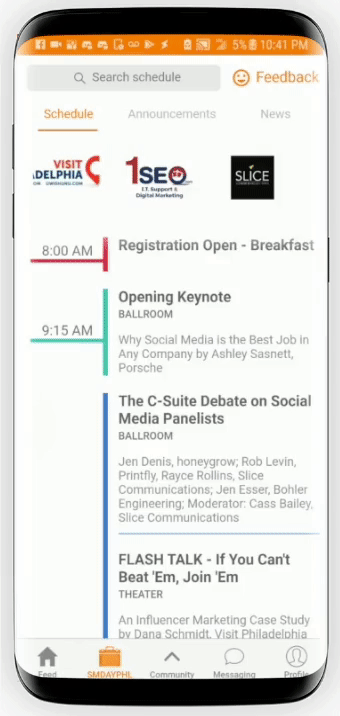 5% 10:41 PM
Search schedule
Feedback
Schedule Announcements News
VISIT
DELPHIA
1SEO
I.T. Support &
Digital Marketing
SLICE
8:00 AM
Registration Open - Breakfast
Opening Keynote
BALLROOM
9:15 AM
Why Social Media is the Best Job in
Any Company by Ashley Sasnett,
Porsche
The C-Suite Debate on Social
Media Panelists
BALLROOM
Jen Denis, honeygrow; Rob Levin,
Printfly, Rayce Rollins, Slice
Communications; Jen Esser, Bohler
Engineering; Moderator: Cass Bailey,
Slice Communications
FLASH TALK - If You Can't
Beat 'Em, Join 'Em
THEATER
An Influencer Marketing Case Study
by Dana Schmidt, Visit Philadelphia
Feed SMDAYPHL Community Messaging Profile